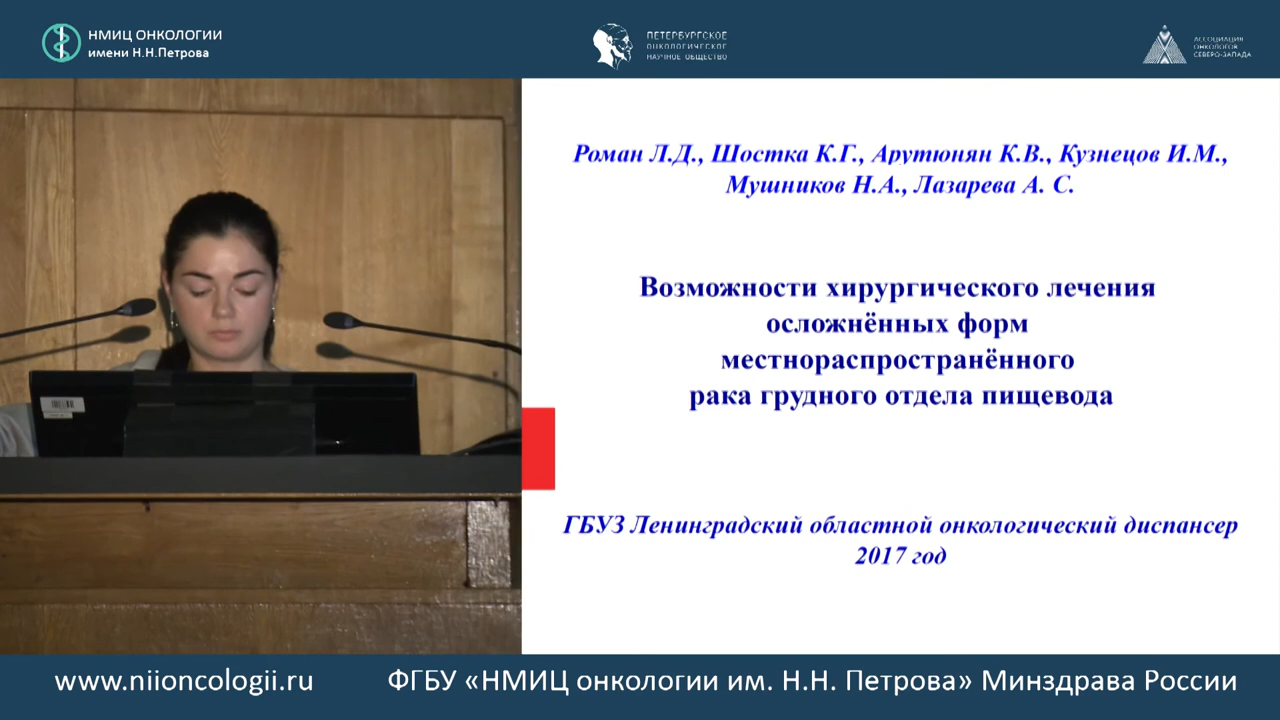 НМИЦ ОНКОЛОГИИ
имени Н.Н.Петрова
ПЕТЕРБУРГСКОЕ
ОНКОЛОГИЧЕСКОЕ
НАУЧНОЕ ОБЩЕСТВО
АССОЦИАЦИЯ
ОНКОЛОГОВ
СЕВЕРО-ЗАПАДА
Роман Л.Д., Шостка К.Г., Арутюнян К.В., Кузнецов И.М.,
Мушников Н.А., Лазарева А. С.
Возможности хирургического лечения
осложнённых форм
местнораспространённого
рака грудного отдела пищевода
ГБУЗ Ленинградский областной онкологический диспансер
2017 год
www.niioncologii.ru
ФГБУ «НМИЦ онкологии им. Н.Н. Петрова» Минздрава России